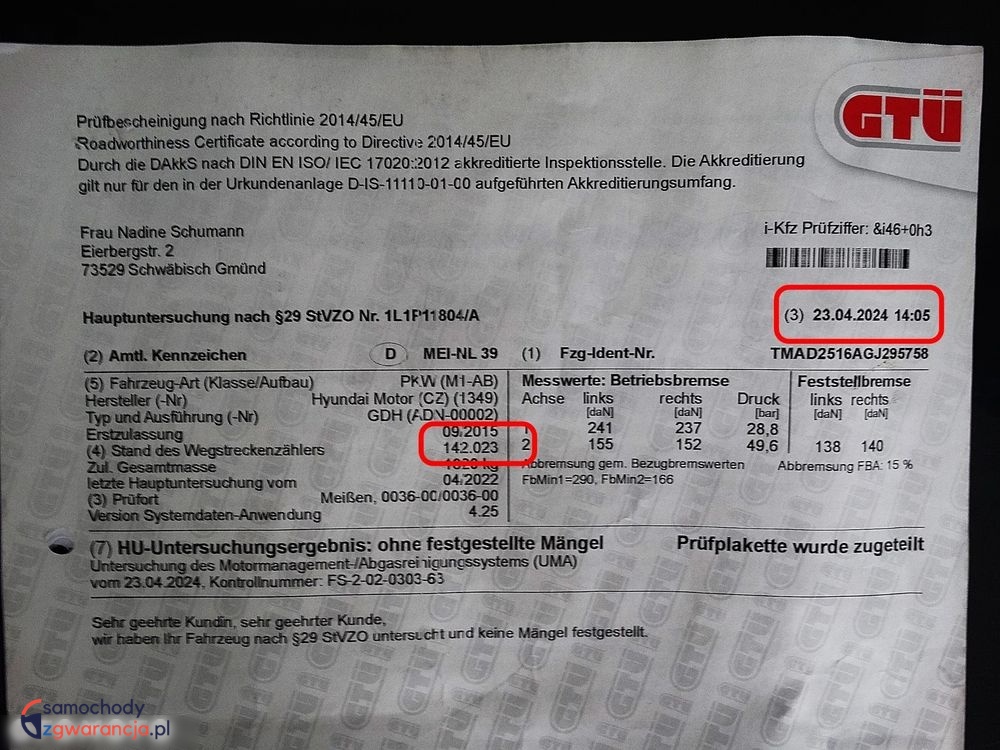 GTÜ
Prüfbescheinigung nach Richtlinie 2014/45/EU
Roadworthiness Certificate according to Directive 2014/45/EU
Durch die DAkkS nach DIN EN ISO/ IEC 17020:2012 akkreditierte Inspektionsstelle. Die Akkreditierung
gilt nur für den in der Urkundenanlage D-IS-11110-01-00 aufgeführten Akkreditierungsumfang.
Frau Nadine Schumann
Eierbergstr. 2
73529 Schwäbisch Gmünd
i-Kfz Prüfziffer: &i46+0h3
Hauptuntersuchung nach §29 StVZO Nr. 1L1P11804/A
(3) 23.04.2024 14:05
(2) Amtl. Kennzeichen D MEI-NL 39 (1) Fzg-Ident-Nr. TMAD2516AGJ295758
(5) Fahrzeug-Art (Klasse/Aufbau) PKW (M1-AB)
Hersteller (-Nr) Hyundai Motor (CZ) (1349)
Typ und Ausführung (-Nr) GDH (ADN-00002)
Erstzulassung 09.2015
(4) Stand des Wegstreckenzählers 142.023
Zul. Gesamtmasse 1820 kg
letzte Hauptuntersuchung vom 04/2022
(3) Prüfort Meißen, 0036-00/0036-00
Version Systemdaten-Anwendung 4.25
Messwerte: Betriebsbremse Feststellbremse
Achse links rechts Druck links rechts
[daN] [daN] [bar] [daN] [daN]
1 241 237 28,8
2 155 152 49,6 138 140
Abbremsung gem. Bezugbremswerten Abbremsung FBA: 15 %
FbMin1=290, FbMin2=166
(7) HU-Untersuchungsergebnis: ohne festgestellte Mängel Prüfplakette wurde zugeteilt
Untersuchung des Motormanagement-/Abgasreinigungssystems (UMA)
vom 23.04.2024, Kontrollnummer: FS-2-02-0303-63
Sehr geehrte Kundin, sehr geehrter Kunde,
wir haben Ihr Fahrzeug nach §29 StVZO untersucht und keine Mängel festgestellt.
samochody
zgwarancja.pl